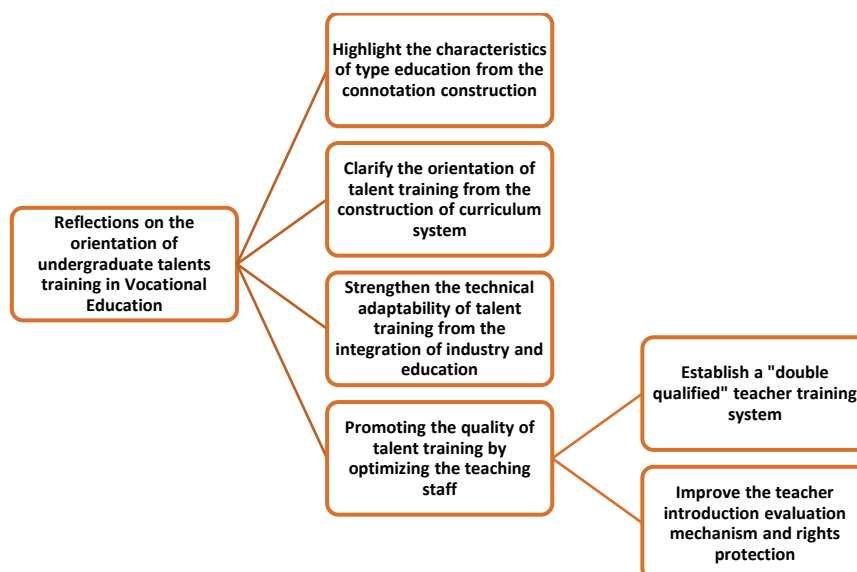 Highlight the characteristics
of type education from the
connotation construction
Clarify the orientation of
talent training from the
construction of curriculum
system
Reflections on the
orientation of
undergraduate talents
training in Vocational
Education
Strengthen the technical
adaptability of talent
training from the
integration of industry and
education
Promoting the quality of
talent training by
optimizing the teaching
staff
Establish a "double
qualified" teacher training
system
Improve the teacher
introduction evaluation
mechanism and rights
protection